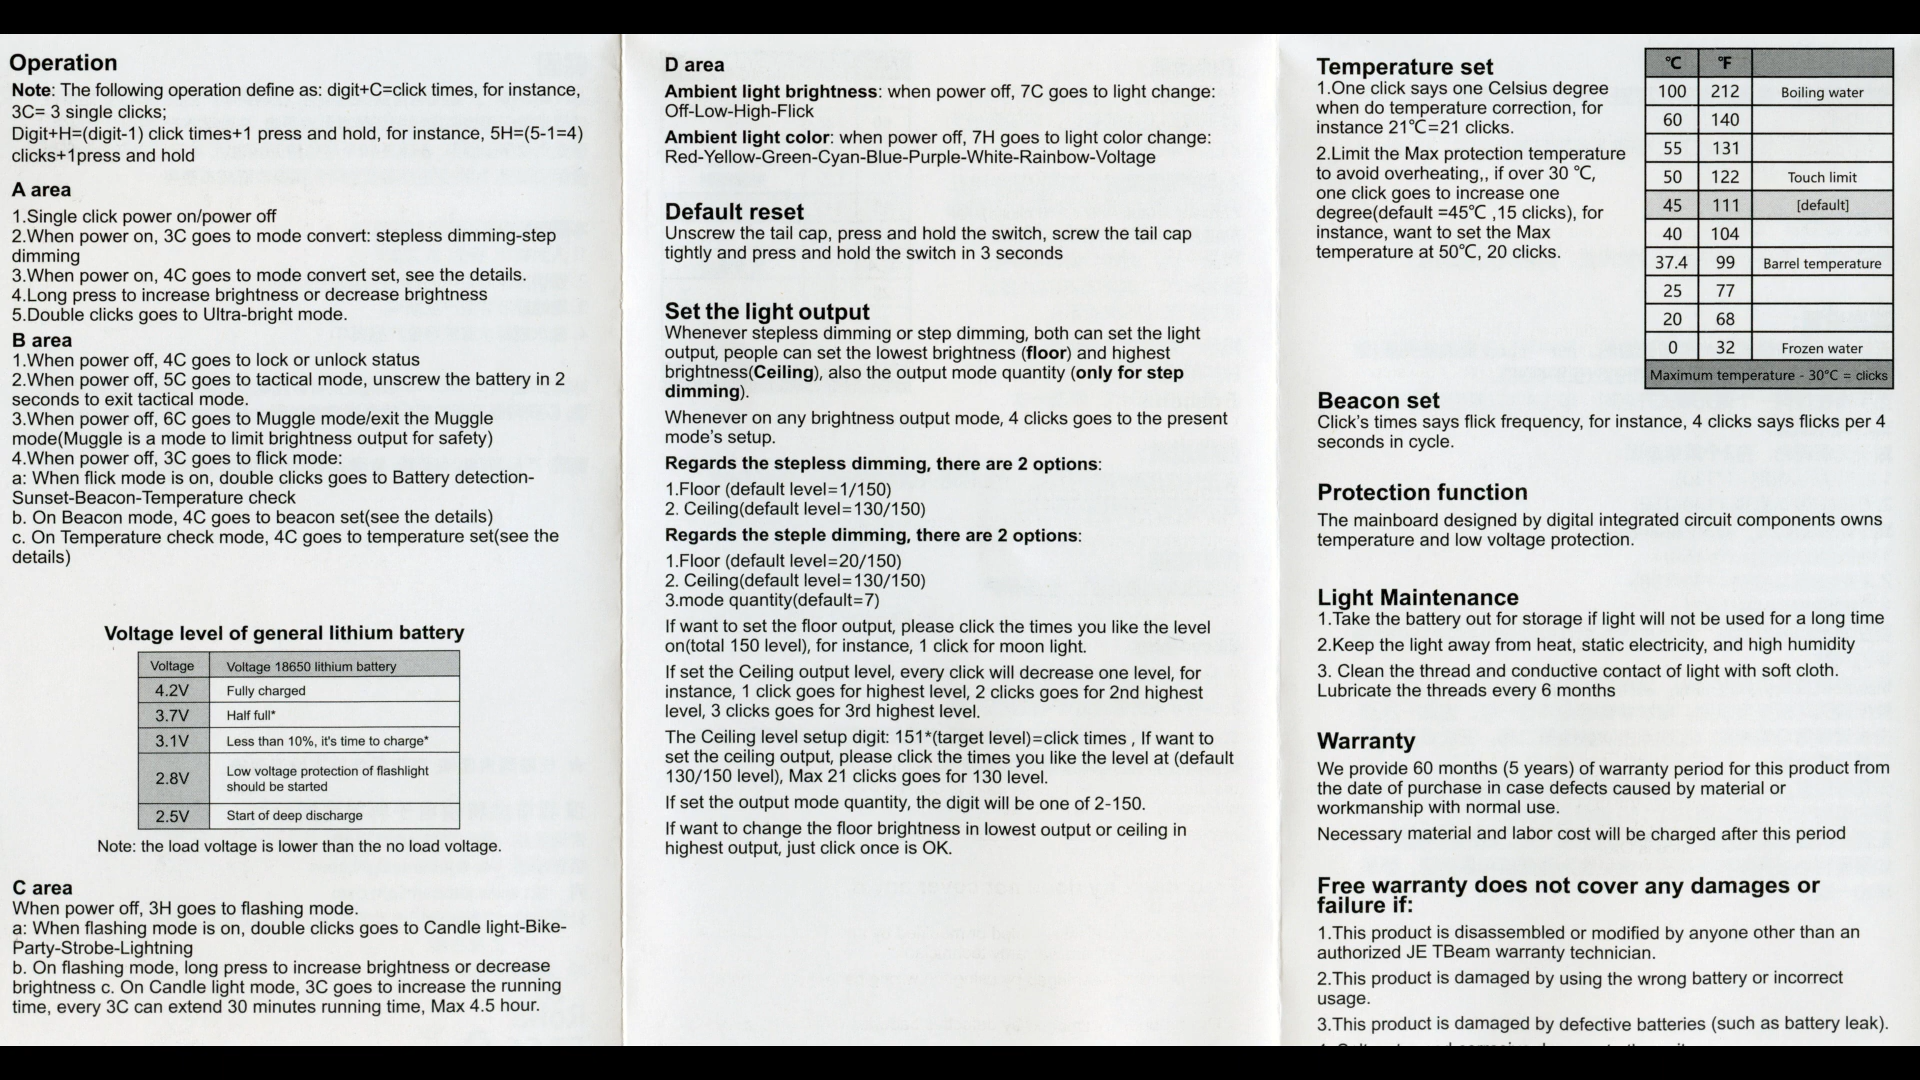 Operation
Note: The following operation define as: digit+C=click times, for instance,
3C= 3 single clicks;
Digit+H=(digit-1) click times+1 press and hold, for instance, 5H=(5-1=4)
clicks+1press and hold
A area
1.Single click power on/power off
2.When power on, 3C goes to mode convert: stepless dimming-step
dimming
3.When power on, 4C goes to mode convert set, see the details.
4.Long press to increase brightness or decrease brightness
5.Double clicks goes to Ultra-bright mode.
B area
1.When power off, 4C goes to lock or unlock status
2.When power off, 5C goes to tactical mode, unscrew the battery in 2
seconds to exit tactical mode.
3.When power off, 6C goes to Muggle mode/exit the Muggle
mode(Muggle is a mode to limit brightness output for safety)
4.When power off, 3C goes to flick mode:
a: When flick mode is on, double clicks goes to Battery detection-
Sunset-Beacon-Temperature check
b. On Beacon mode, 4C goes to beacon set(see the details)
c. On Temperature check mode, 4C goes to temperature set(see the
details)
Voltage level of general lithium battery
Voltage Voltage 18650 lithium battery
4.2V Fully charged
3.7V Half full*
3.1V Less than 10%, it's time to charge*
2.8V Low voltage protection of flashlight
should be started
2.5V Start of deep discharge
Note: the load voltage is lower than the no load voltage.
C area
When power off, 3H goes to flashing mode.
a: When flashing mode is on, double clicks goes to Candle light-Bike-
Party-Strobe-Lightning
b. On flashing mode, long press to increase brightness or decrease
brightness c. On Candle light mode, 3C goes to increase the running
time, every 3C can extend 30 minutes running time, Max 4.5 hour.
D area
Ambient light brightness: when power off, 7C goes to light change:
Off-Low-High-Flick
Ambient light color: when power off, 7H goes to light color change:
Red-Yellow-Green-Cyan-Blue-Purple-White-Rainbow-Voltage
Default reset
Unscrew the tail cap, press and hold the switch, screw the tail cap
tightly and press and hold the switch in 3 seconds
Set the light output
Whenever stepless dimming or step dimming, both can set the light
output, people can set the lowest brightness (floor) and highest
brightness(Ceiling), also the output mode quantity (only for step
dimming).
Whenever on any brightness output mode, 4 clicks goes to the present
mode's setup.
Regards the stepless dimming, there are 2 options:
1.Floor (default level=1/150)
2. Ceiling(default level=130/150)
Regards the steple dimming, there are 2 options:
1.Floor (default level=20/150)
2. Ceiling(default level=130/150)
3.mode quantity(default=7)
If want to set the floor output, please click the times you like the level
on(total 150 level), for instance, 1 click for moon light.
If set the Ceiling output level, every click will decrease one level, for
instance, 1 click goes for highest level, 2 clicks goes for 2nd highest
level, 3 clicks goes for 3rd highest level.
The Ceiling level setup digit: 151*(target level)=click times , If want to
set the ceiling output, please click the times you like the level at (default
130/150 level), Max 21 clicks goes for 130 level.
If set the output mode quantity, the digit will be one of 2-150.
If want to change the floor brightness in lowest output or ceiling in
highest output, just click once is OK.
Temperature set
1.One click says one Celsius degree
when do temperature correction, for
instance 21℃=21 clicks.
2.Limit the Max protection temperature
to avoid overheating,, if over 30 ℃,
one click goes to increase one
degree(default =45℃ ,15 clicks), for
instance, want to set the Max
temperature at 50℃, 20 clicks.
℃ ℉
100 212 Boiling water
60 140
55 131
50 122 Touch limit
45 111 [default]
40 104
37.4 99 Barrel temperature
25 77
20 68
0 32 Frozen water
Maximum temperature - 30℃ = clicks
Beacon set
Click's times says flick frequency, for instance, 4 clicks says flicks per 4
seconds in cycle.
Protection function
The mainboard designed by digital integrated circuit components owns
temperature and low voltage protection.
Light Maintenance
1.Take the battery out for storage if light will not be used for a long time
2.Keep the light away from heat, static electricity, and high humidity
3. Clean the thread and conductive contact of light with soft cloth.
Lubricate the threads every 6 months
Warranty
We provide 60 months (5 years) of warranty period for this product from
the date of purchase in case defects caused by material or
workmanship with normal use.
Necessary material and labor cost will be charged after this period
Free warranty does not cover any damages or
failure if:
1.This product is disassembled or modified by anyone other than an
authorized JE TBeam warranty technician.
2.This product is damaged by using the wrong battery or incorrect
usage.
3.This product is damaged by defective batteries (such as battery leak).